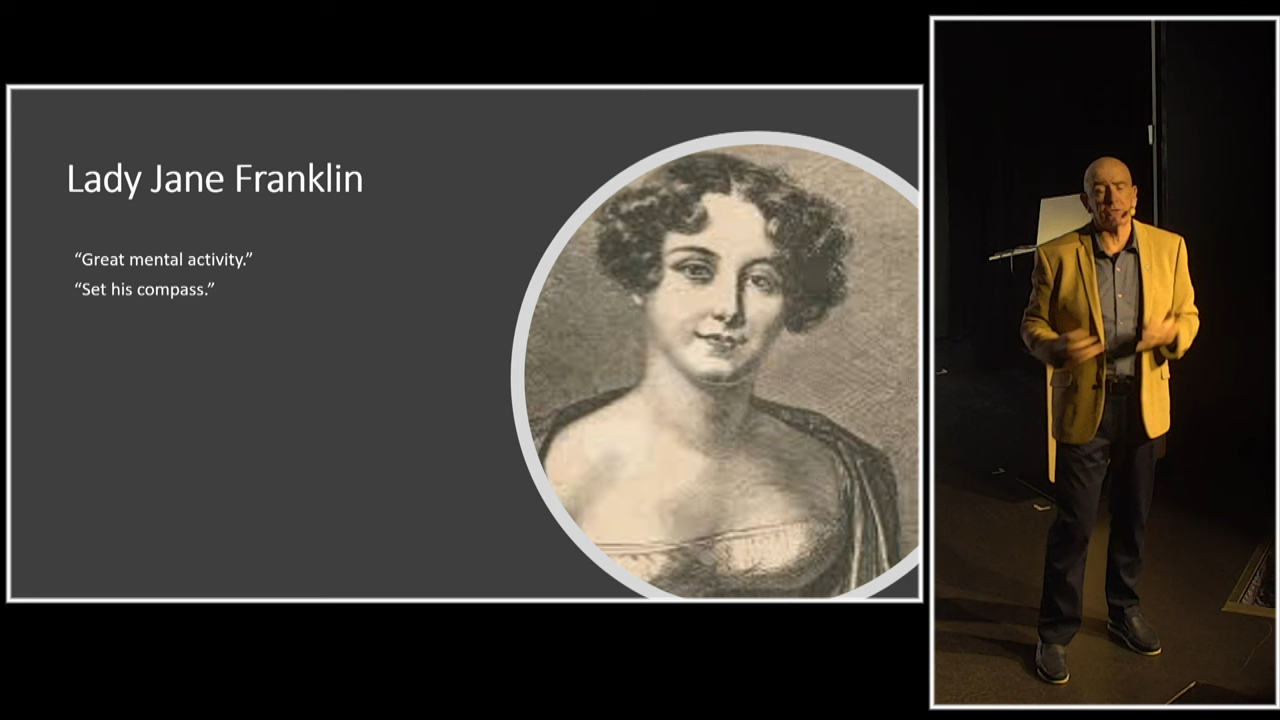 Lady Jane Franklin
“Great mental activity.”
“Set his compass.”